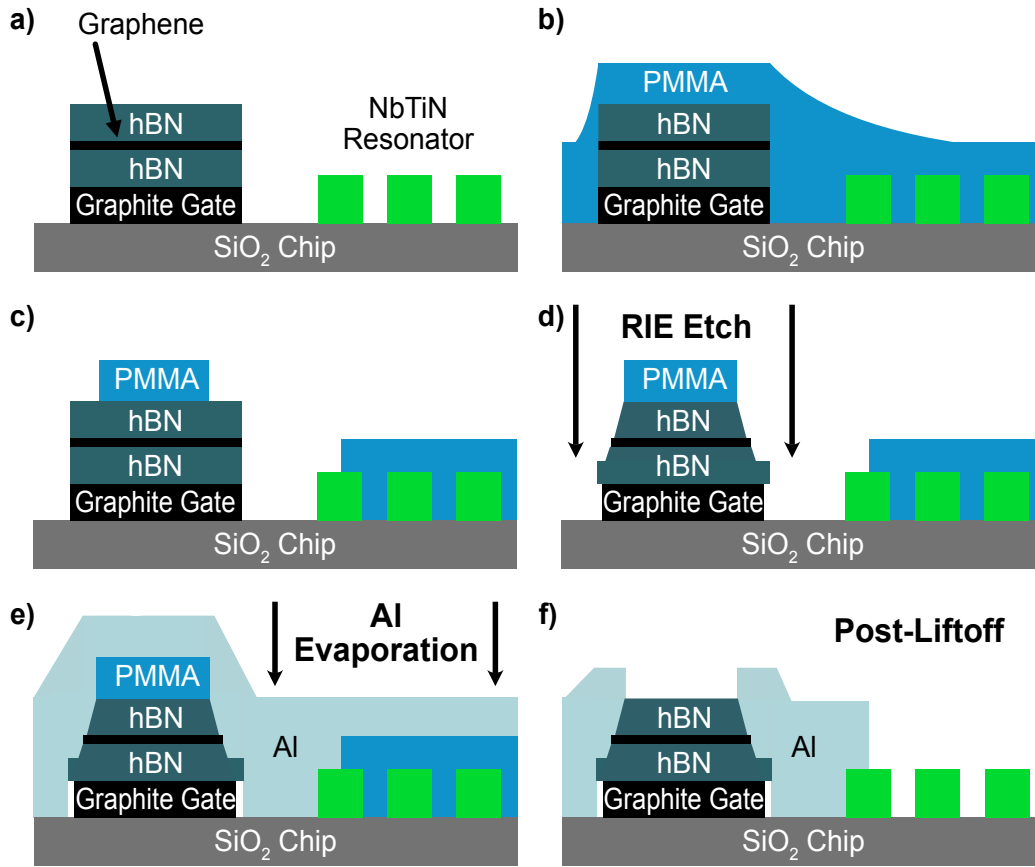 a)
Graphene
hBN
hBN
Graphite Gate
NbTiN
Resonator
SiO₂ Chip
b)
PMMA
hBN
hBN
Graphite Gate
SiO₂ Chip
c)
PMMA
hBN
hBN
Graphite Gate
SiO₂ Chip
d)
RIE Etch
PMMA
hBN
hBN
Graphite Gate
SiO₂ Chip
e)
Al
Evaporation
PMMA
hBN
hBN
Al
Graphite Gate
SiO₂ Chip
f)
Post-Liftoff
hBN
hBN
Al
Graphite Gate
SiO₂ Chip